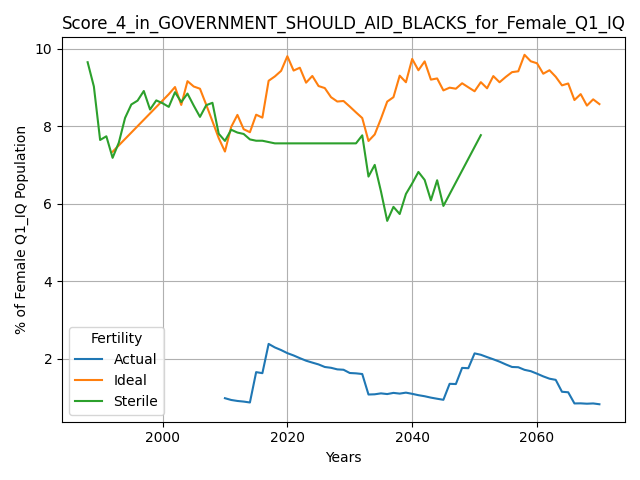 Score_4_in_GOVERNMENT_SHOULD_AID_BLACKS_for_Female_Q1_IQ
% of Female Q1_IQ Population
10
8
6
4
2
Fertility
Actual
Ideal
Sterile
2000
2020
2040
2060
Years